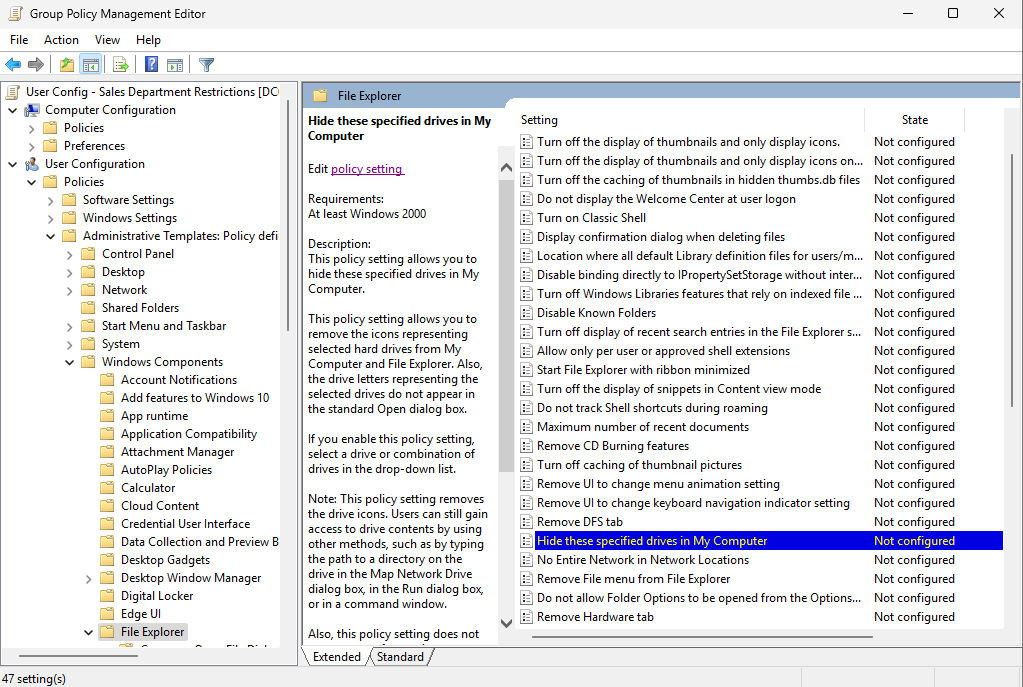 Group Policy Management Editor
File Action View Help
User Config - Sales Department Restrictions [DC
Computer Configuration
Policies
Preferences
User Configuration
Policies
Software Settings
Windows Settings
Administrative Templates: Policy defi
Control Panel
Desktop
Network
Shared Folders
Start Menu and Taskbar
System
Windows Components
Account Notifications
Add features to Windows 10
App runtime
Application Compatibility
Attachment Manager
AutoPlay Policies
Calculator
Cloud Content
Credential User Interface
Data Collection and Preview B
Desktop Gadgets
Desktop Window Manager
Digital Locker
Edge UI
File Explorer
File Explorer
Hide these specified drives in My
Computer
Edit policy setting
Requirements:
At least Windows 2000
Description:
This policy setting allows you to
hide these specified drives in My
Computer.
This policy setting allows you to
remove the icons representing
selected hard drives from My
Computer and File Explorer. Also,
the drive letters representing the
selected drives do not appear in
the standard Open dialog box.
If you enable this policy setting,
select a drive or combination of
drives in the drop-down list.
Note: This policy setting removes
the drive icons. Users can still gain
access to drive contents by using
other methods, such as by typing
the path to a directory on the
drive in the Map Network Drive
dialog box, in the Run dialog box,
or in a command window.
Also, this policy setting does not
Setting State
Turn off the display of thumbnails and only display icons. Not configured
Turn off the display of thumbnails and only display icons on... Not configured
Turn off the caching of thumbnails in hidden thumbs.db files Not configured
Do not display the Welcome Center at user logon Not configured
Turn on Classic Shell Not configured
Display confirmation dialog when deleting files Not configured
Location where all default Library definition files for users/m... Not configured
Disable binding directly to IPropertySetStorage without inter... Not configured
Turn off Windows Libraries features that rely on indexed file ... Not configured
Disable Known Folders Not configured
Turn off display of recent search entries in the File Explorer s... Not configured
Allow only per user or approved shell extensions Not configured
Start File Explorer with ribbon minimized Not configured
Turn off the display of snippets in Content view mode Not configured
Do not track Shell shortcuts during roaming Not configured
Maximum number of recent documents Not configured
Remove CD Burning features Not configured
Turn off caching of thumbnail pictures Not configured
Remove UI to change menu animation setting Not configured
Remove UI to change keyboard navigation indicator setting Not configured
Remove DFS tab Not configured
Hide these specified drives in My Computer Not configured
No Entire Network in Network Locations Not configured
Remove File menu from File Explorer Not configured
Do not allow Folder Options to be opened from the Options... Not configured
Remove Hardware tab Not configured
Extended Standard
47 setting(s)